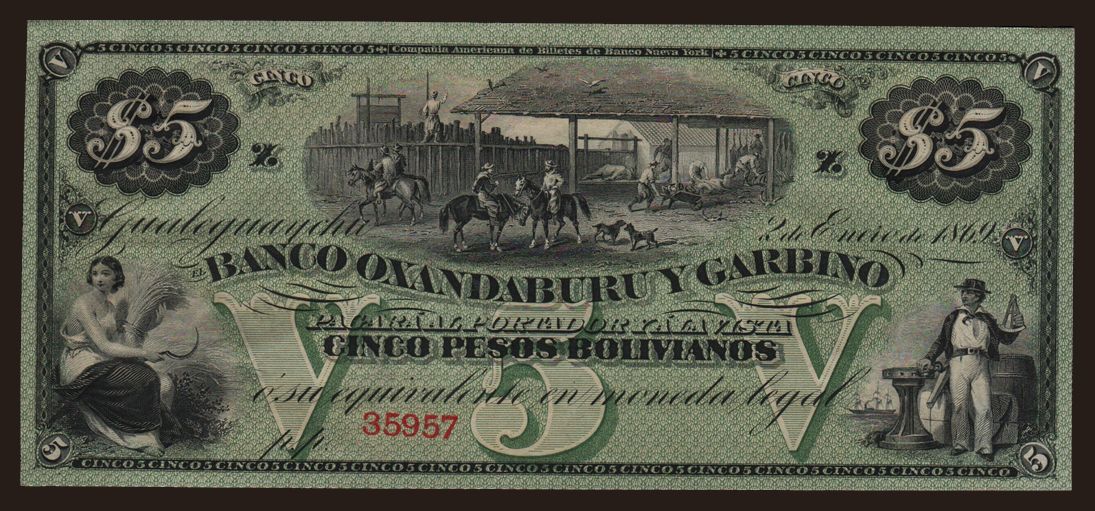 V 5 CINCO 5 CINCO 5 CINCO 5 CINCO 5 Compañia Americana de Billetes de Banco Nueva York 5 CINCO 5 CINCO 5 CINCO 5 CINCO 5 V
CINCO CINCO
$5 $5
V Gualeguaychú 2 de Enero de 1869. V
EL BANCO OXANDABURU Y GARBINO
PAGARÁ AL PORTADOR Y A LA VISTA
V 5 V
CINCO PESOS BOLIVIANOS
ó su equivalente en moneda legal
35957
p.p.
5 CINCO 5 CINCO 5 CINCO 5 CINCO 5 CINCO 5 CINCO 5 CINCO 5 CINCO 5 CINCO 5 CINCO 5 CINCO 5 CINCO 5 CINCO 5